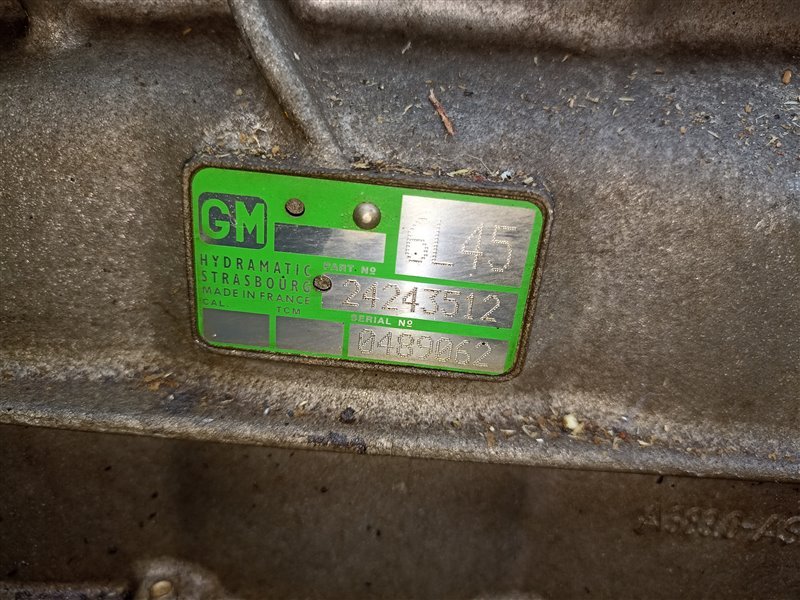 GM
6L45
HYDRAMATIC
STRASBOURG
MADE IN FRANCE
PART Nº
24243512
CAL.
TCM
SERIAL Nº
0489062